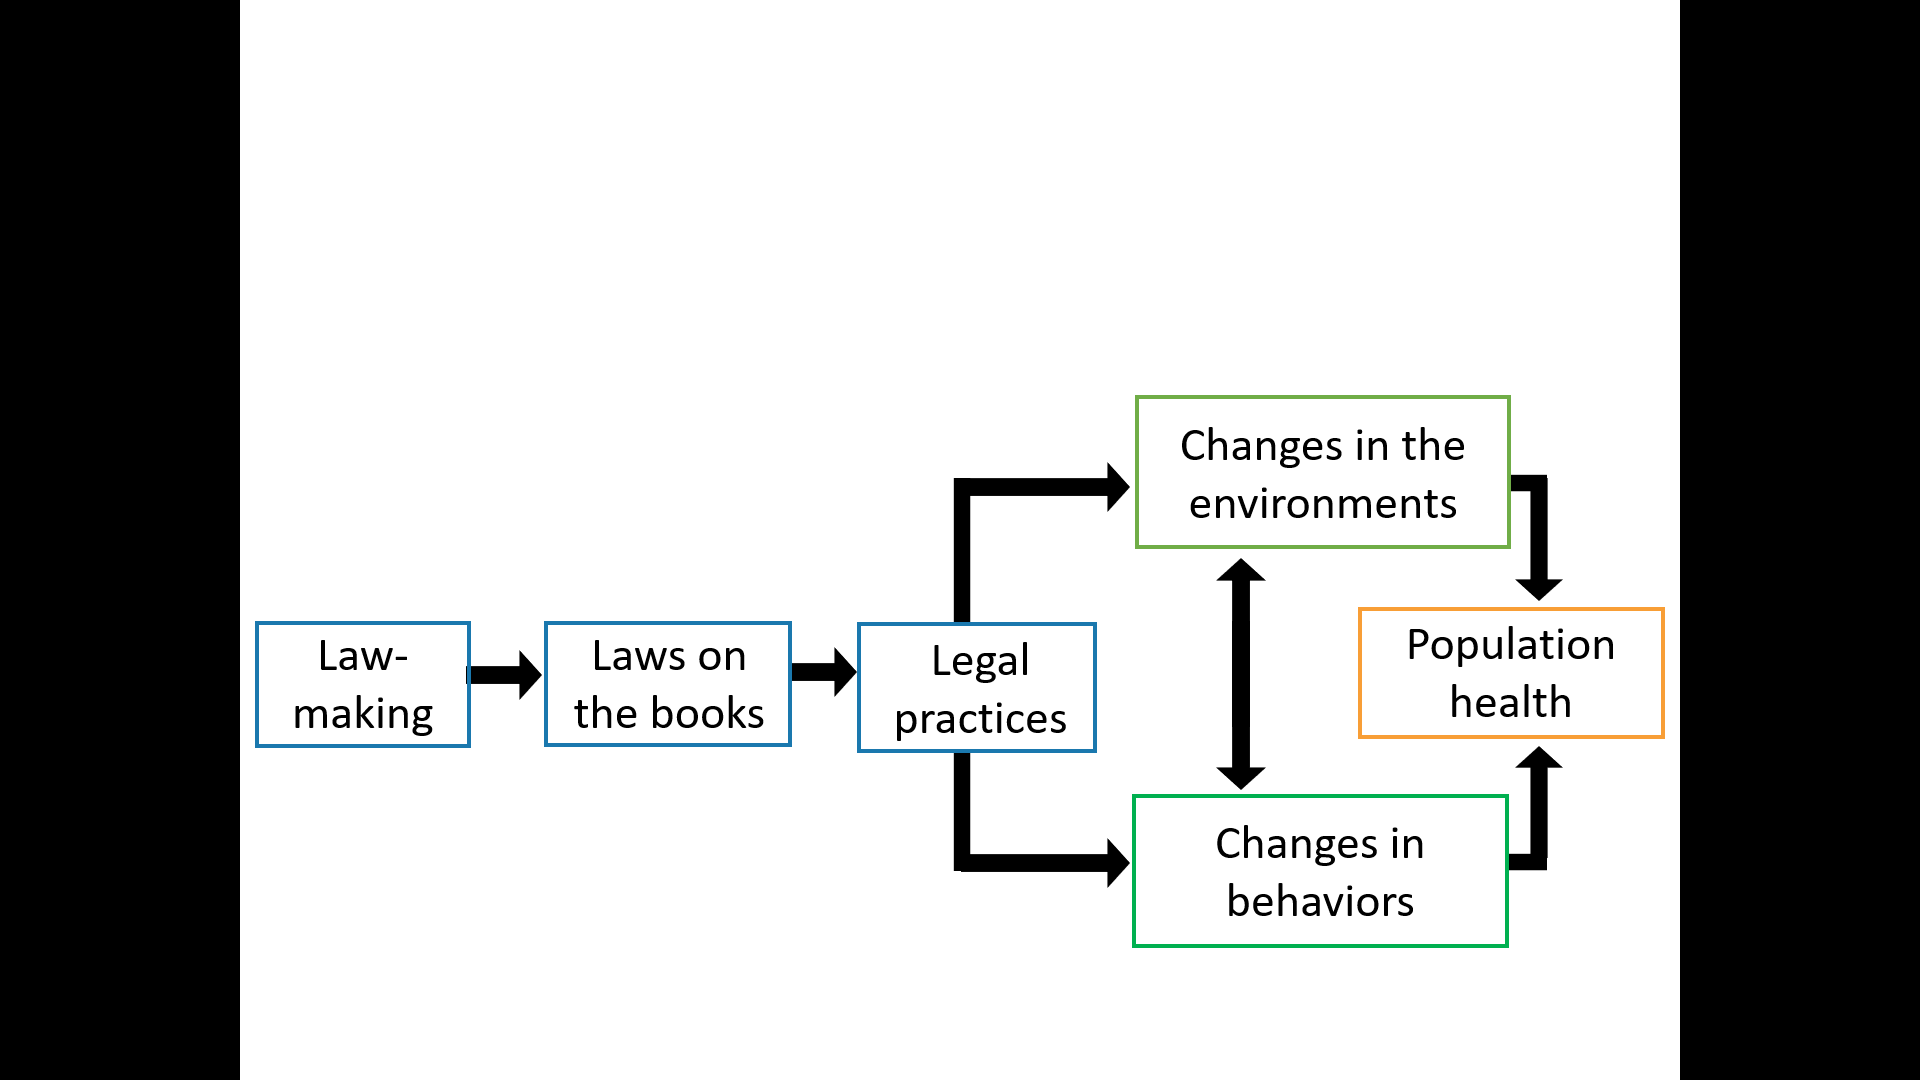 Changes in the
environments
Law-
making
Laws on
the books
Legal
practices
Population
health
Changes in
behaviors